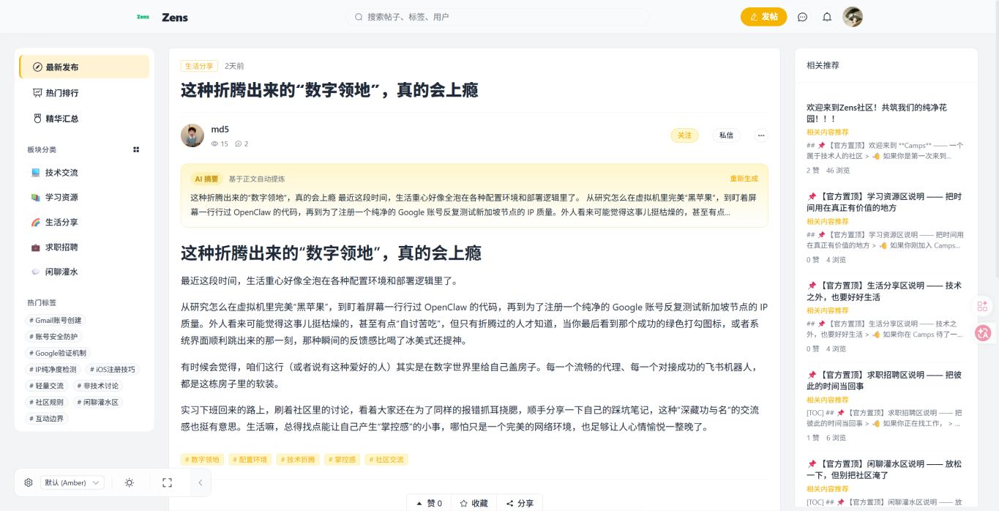 Zens
Zens
搜索帖子、标签、用户
发帖
最新发布
热门排行
精华汇总
板块分类
技术交流
学习资源
生活分享
求职招聘
闲聊灌水
热门标签
# Gmail账号创建
# 账号安全防护
# Google验证机制
# IP纯净度检测 # iOS注册技巧
# 轻量交流 # 非技术讨论
# 社区规则 # 闲聊灌水区
# 互动边界
默认 (Amber)
生活分享 2天前
这种折腾出来的“数字领地”，真的会上瘾
md5
15 2
关注 私信
AI 摘要 基于正文自动提炼 重新生成
这种折腾出来的“数字领地”，真的会上瘾 最近这段时间，生活重心好像全泡在各种配置环境和部署逻辑里了。 从研究怎么在虚拟机里完美“黑苹果”，到盯着屏
幕一行行过 OpenClaw 的代码，再到为了注册一个纯净的 Google 账号反复测试新加坡节点的 IP 质量。外人看来可能觉得这事儿挺枯燥的，甚至有点...
这种折腾出来的“数字领地”，真的会上瘾
最近这段时间，生活重心好像全泡在各种配置环境和部署逻辑里了。
从研究怎么在虚拟机里完美“黑苹果”，到盯着屏幕一行行过 OpenClaw 的代码，再到为了注册一个纯净的 Google 账号反复测试新加坡节点的 IP
质量。外人看来可能觉得这事儿挺枯燥的，甚至有点“自讨苦吃”，但只有折腾过的人才知道，当你最后看到那个成功的绿色打勾图标，或者系
统界面顺利跳出来的那一刻，那种瞬间的反馈感比喝了冰美式还提神。
有时候会觉得，咱们这行（或者说有这种爱好的人）其实是在数字世界里给自己盖房子。每一个流畅的代理、每一个对接成功的飞书机器人，
都是这栋房子里的软装。
实习下班回来的路上，刷着社区里的讨论，看着大家还在为了同样的报错抓耳挠腮，顺手分享一下自己的踩坑笔记，这种“深藏功与名”的交流
感也挺有意思。生活嘛，总得找点能让自己产生“掌控感”的小事，哪怕只是一个完美的网络环境，也足够让人心情愉悦一整晚了。
# 数字领地 # 配置环境 # 技术折腾 # 掌控感 # 社区交流
赞 0 收藏 分享
相关推荐
欢迎来到Zens社区！共筑我们的纯净花
园！！！
相关内容推荐
## 📌【官方置顶】欢迎来到 **Camps** —— 一个
属于技术人的社区 > 👋 如果你是第一次来到...
2 赞 46 浏览
📌【官方置顶】学习资源区说明 —— 把时
间用在真正有价值的地方
相关内容推荐
## 📌【官方置顶】学习资源区说明 —— 把时间用
在真正有价值的地方 > 👋 如果你刚加入 Camps...
0 赞 4 浏览
📌【官方置顶】生活分享区说明 —— 技术
之外，也要好好生活
相关内容推荐
## 📌【官方置顶】生活分享区说明 —— 技术之
外，也要好好生活 > 👋 如果你在 Camps 待了一...
0 赞 4 浏览
📌【官方置顶】求职招聘区说明 —— 把彼
此的时间当回事
相关内容推荐
[TOC] ## 📌【官方置顶】求职招聘区说明 —— 把
彼此的时间当回事 > 👋 如果你正在找工作， > ...
1 赞 6 浏览
📌【官方置顶】闲聊灌水区说明 —— 放松
一下，但别把社区淹了
相关内容推荐
[TOC] ## 📌【官方置顶】闲聊灌水区说明 —— 放